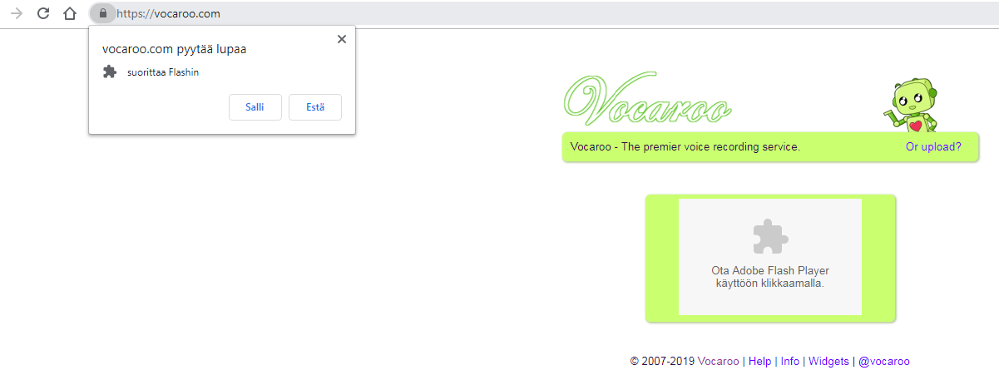 https://vocaroo.com
vocaroo.com pyytää lupaa
suorittaa Flashin
Salli Estä
Vocaroo
Vocaroo - The premier voice recording service. Or upload?
Ota Adobe Flash Player
käyttöön klikkaamalla.
© 2007-2019 Vocaroo | Help | Info | Widgets | @vocaroo